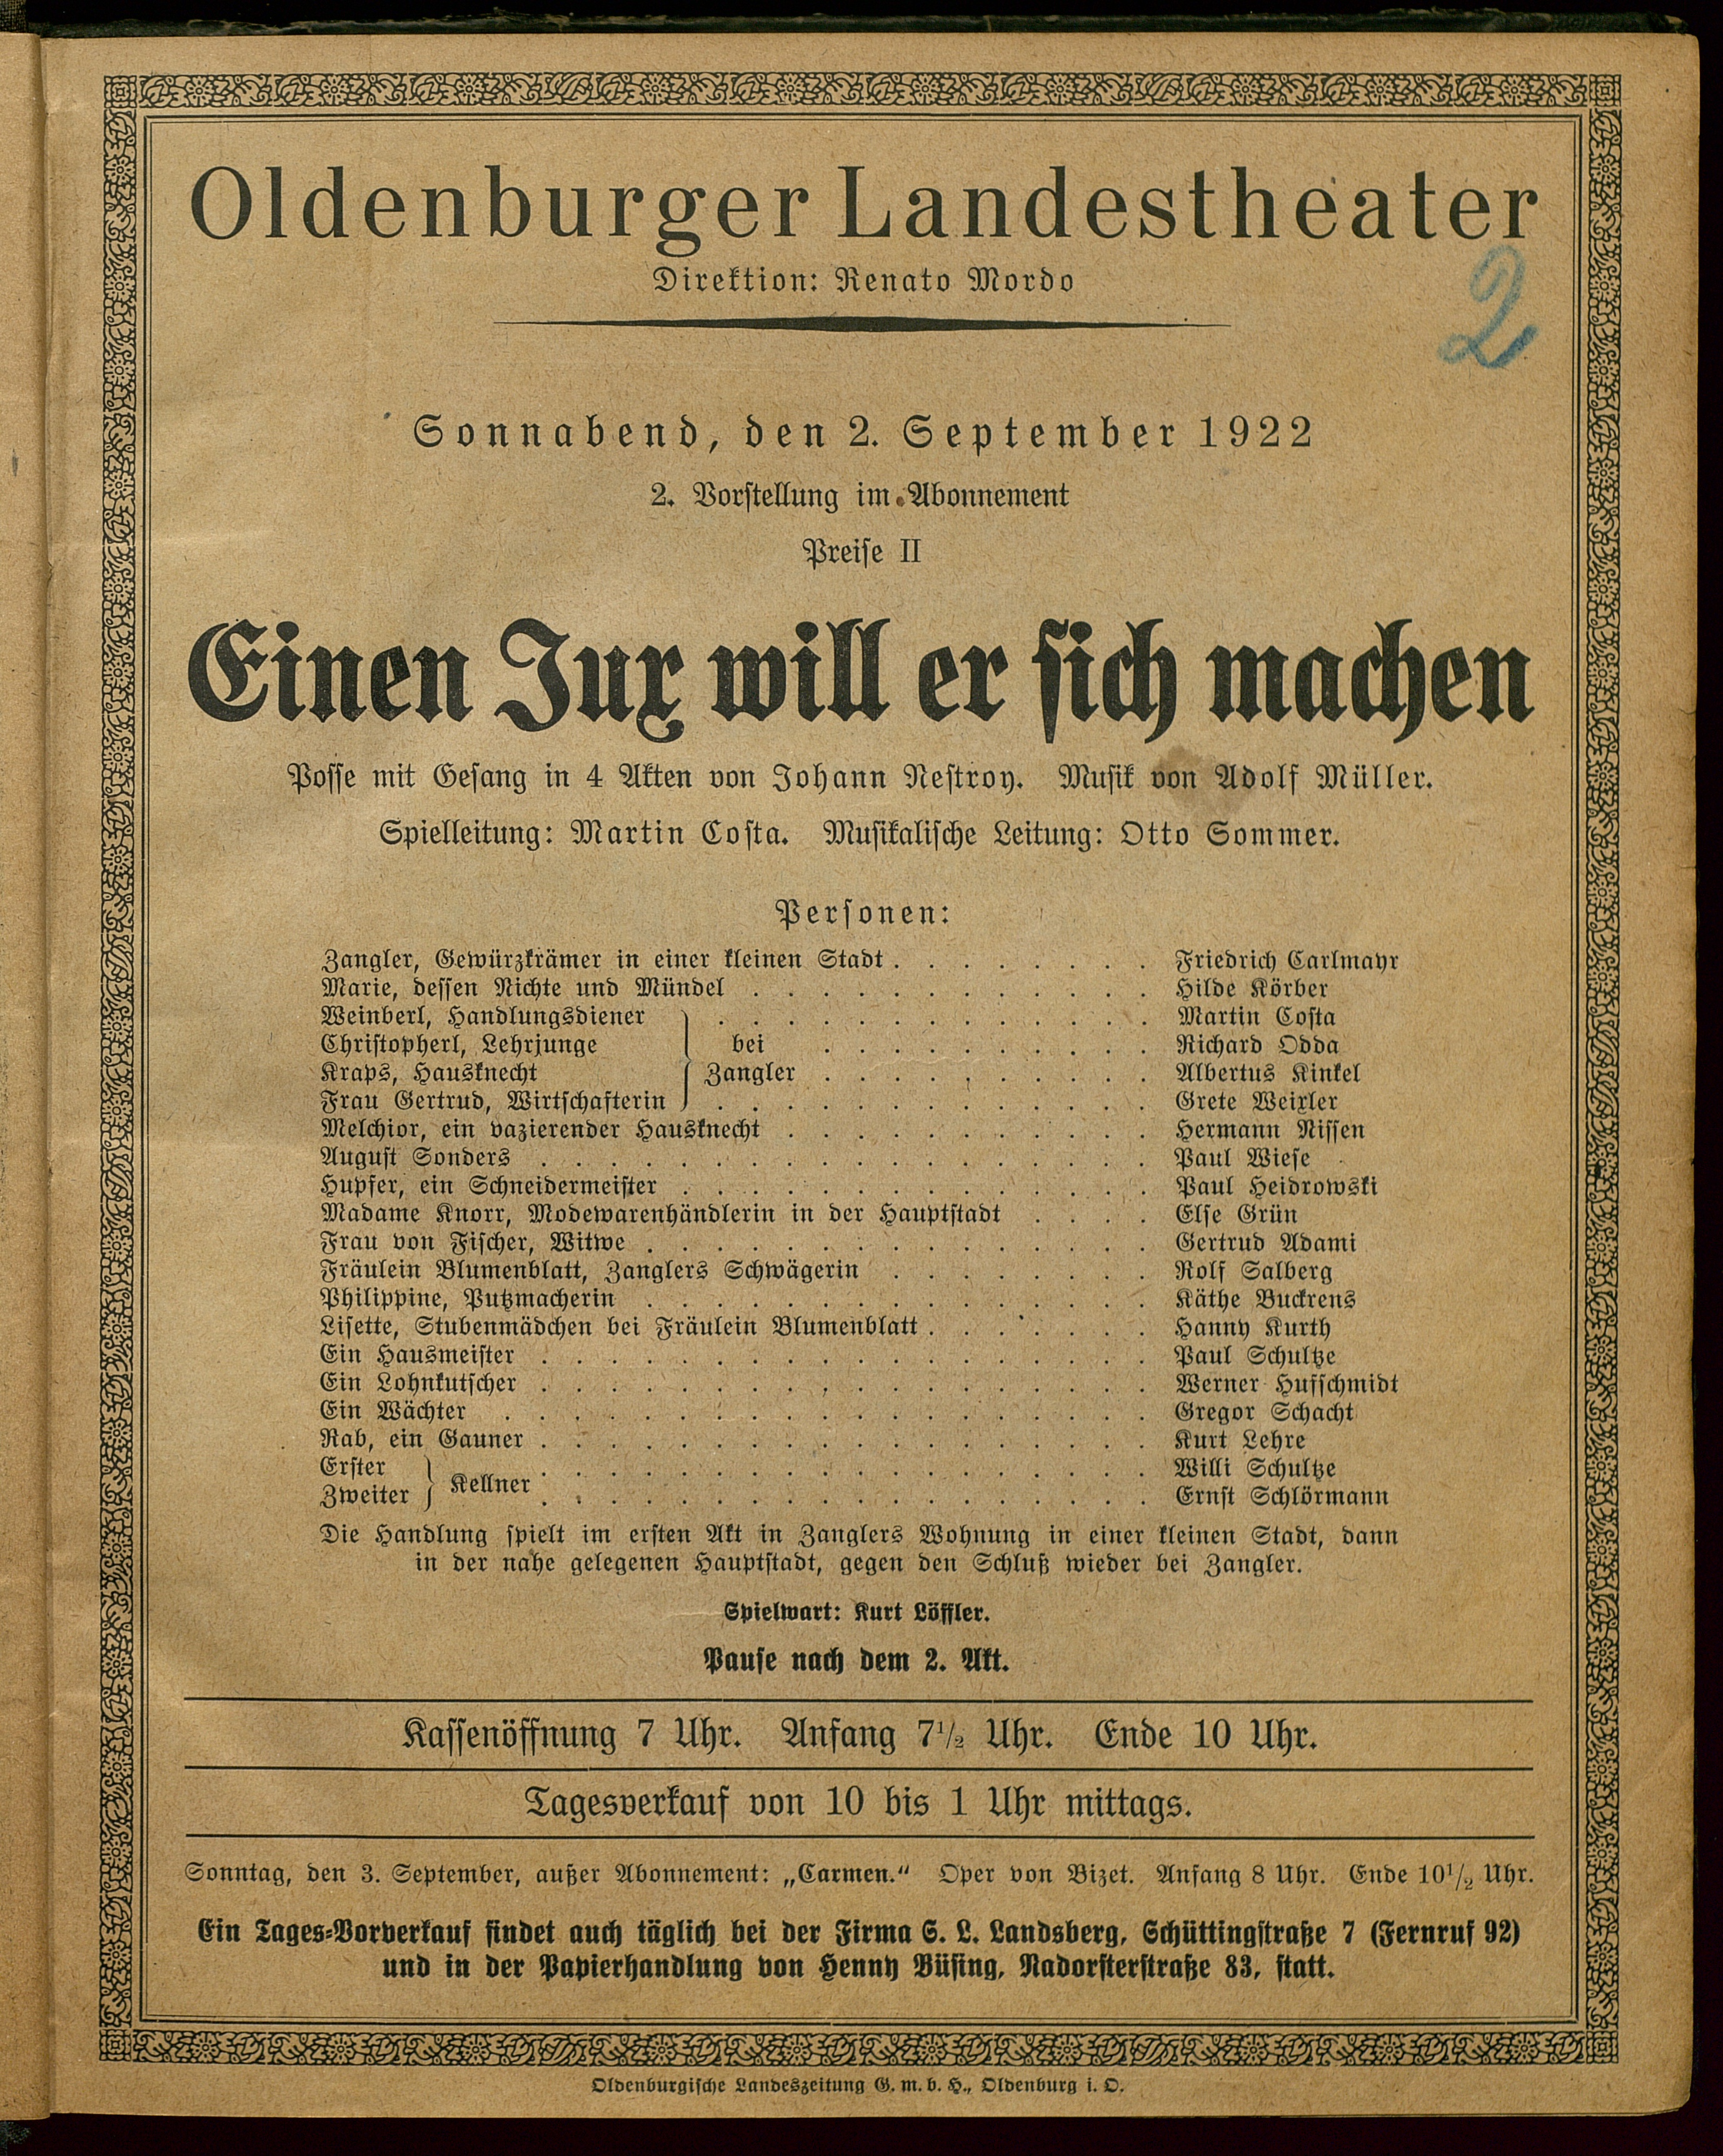 Oldenburger Landestheater
Direktion: Renato Mordo
2
Sonnabend, den 2. September 1922
2. Vorstellung im Abonnement
Preise II
Einen Jux will er sich machen
Posse mit Gesang in 4 Akten von Johann Nestroy. Musik von Adolf Müller.
Spielleitung: Martin Costa. Musikalische Leitung: Otto Sommer.
Personen:
Zangler, Gewürzkrämer in einer kleinen Stadt . . . . . . . . Friedrich Carlmayr
Marie, dessen Nichte und Mündel . . . . . . . . . . . . Hilde Körber
Weinberl, Handlungsdiener . . . . . . . . . . . . . Martin Costa
Christopherl, Lehrjunge bei . . . . . . . . . . Richard Odda
Kraps, Hausknecht Zangler . . . . . . . . . . Albertus Kinkel
Frau Gertrud, Wirtschafterin . . . . . . . . . . . . . Grete Weixler
Melchior, ein vazierender Hausknecht . . . . . . . . . . . Hermann Nissen
August Sonders . . . . . . . . . . . . . . . . . . Paul Wiese
Hupfer, ein Schneidermeister . . . . . . . . . . . . . . Paul Heidrowski
Madame Knorr, Modewarenhändlerin in der Hauptstadt . . . . Else Grün
Frau von Fischer, Witwe . . . . . . . . . . . . . . . Gertrud Adami
Fräulein Blumenblatt, Zanglers Schwägerin . . . . . . . . Rolf Salberg
Philippine, Putzmacherin . . . . . . . . . . . . . . . Käthe Buckrens
Lisette, Stubenmädchen bei Fräulein Blumenblatt . . . . . . . Hanny Kurth
Ein Hausmeister . . . . . . . . . . . . . . . . . . Paul Schultze
Ein Lohnkutscher . . . . . . . . . . . . . . . . . . Werner Hufschmidt
Ein Wächter . . . . . . . . . . . . . . . . . . . Gregor Schacht
Rab, ein Gauner . . . . . . . . . . . . . . . . . . Kurt Lehre
Erster Kellner . . . . . . . . . . . . . . . . . . Willi Schultze
Zweiter . . . . . . . . . . . . . . . . . . Ernst Schlörmann
Die Handlung spielt im ersten Akt in Zanglers Wohnung in einer kleinen Stadt, dann
in der nahe gelegenen Hauptstadt, gegen den Schluß wieder bei Zangler.
Spielwart: Kurt Löffler.
Pause nach dem 2. Akt.
Kassenöffnung 7 Uhr. Anfang 7½ Uhr. Ende 10 Uhr.
Tagesverkauf von 10 bis 1 Uhr mittags.
Sonntag, den 3. September, außer Abonnement: „Carmen.“ Oper von Bizet. Anfang 8 Uhr. Ende 10½ Uhr.
Ein Tages-Vorverkauf findet auch täglich bei der Firma S. L. Landsberg, Schüttingstraße 7 (Fernruf 92)
und in der Papierhandlung von Henny Büsing, Nadorsterstraße 83, statt.
Oldenburgische Landeszeitung G. m. b. H., Oldenburg i. O.